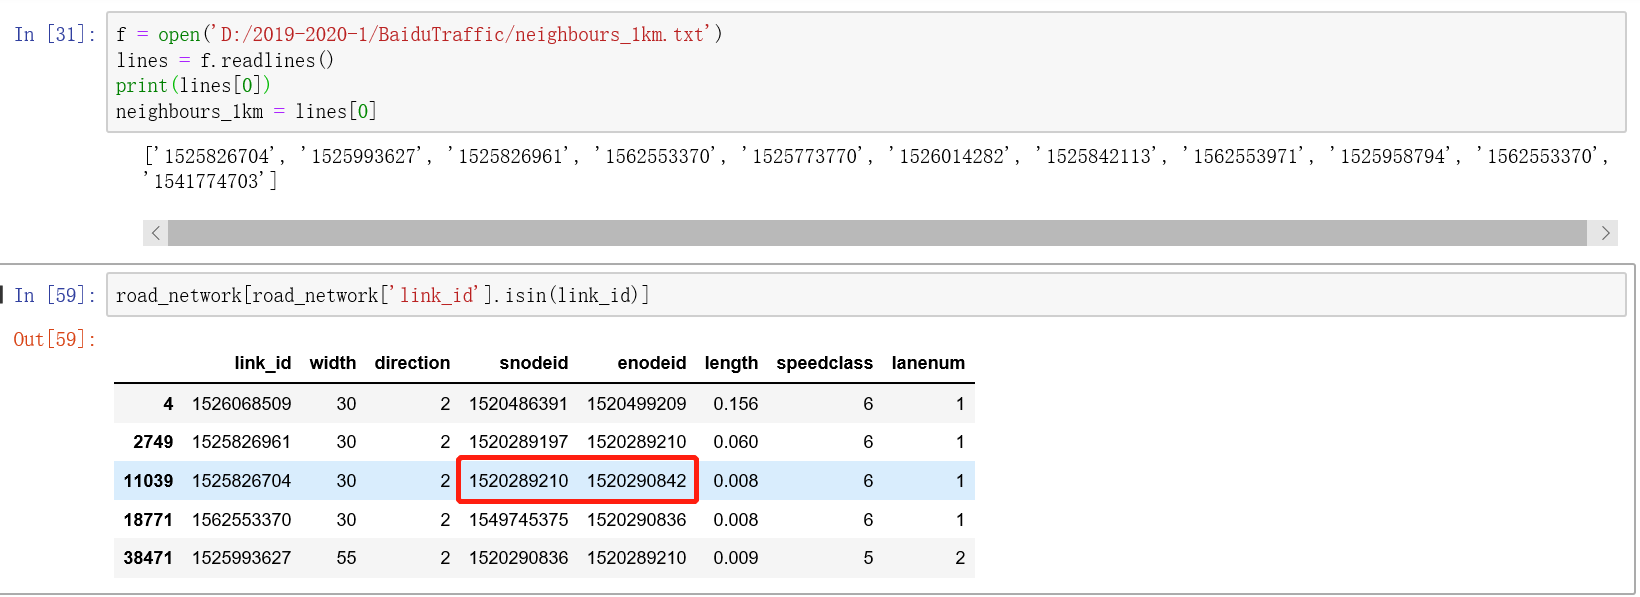 In [31]: f = open('D:/2019-2020-1/BaiduTraffic/neighbours_1km.txt')
lines = f.readlines()
print(lines[0])
neighbours_1km = lines[0]
['1525826704', '1525993627', '1525826961', '1562553370', '1525773770', '1526014282', '1525842113', '1562553971', '1525958794', '1562553370',
'1541774703']
In [59]: road_network[road_network['link_id'].isin(link_id)]
Out[59]:
link_id width direction snodeid enodeid length speedclass lanenum
4 1526068509 30 2 1520486391 1520499209 0.156 6 1
2749 1525826961 30 2 1520289197 1520289210 0.060 6 1
11039 1525826704 30 2 1520289210 1520290842 0.008 6 1
18771 1562553370 30 2 1549745375 1520290836 0.008 6 1
38471 1525993627 55 2 1520290836 1520289210 0.009 5 2